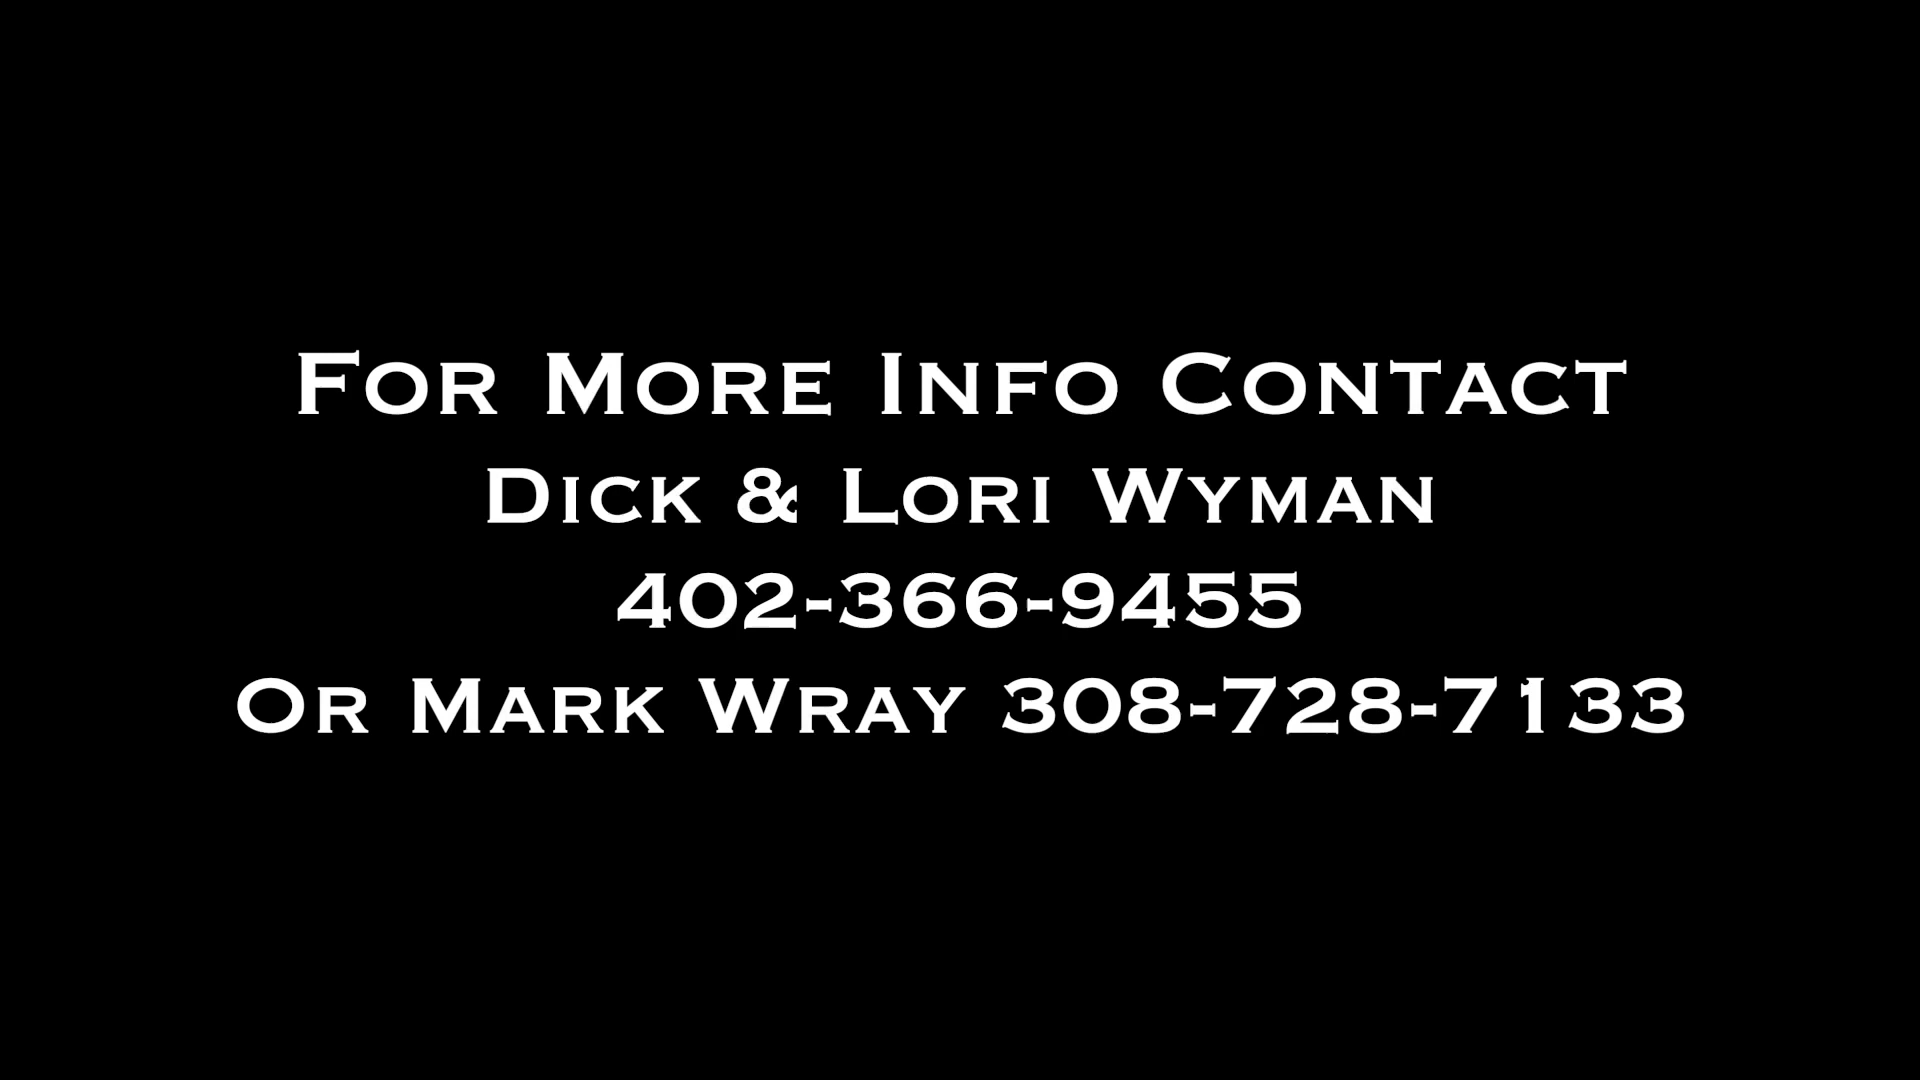 For More Info Contact
Dick & Lori Wyman
402-366-9455
Or Mark Wray 308-728-7133